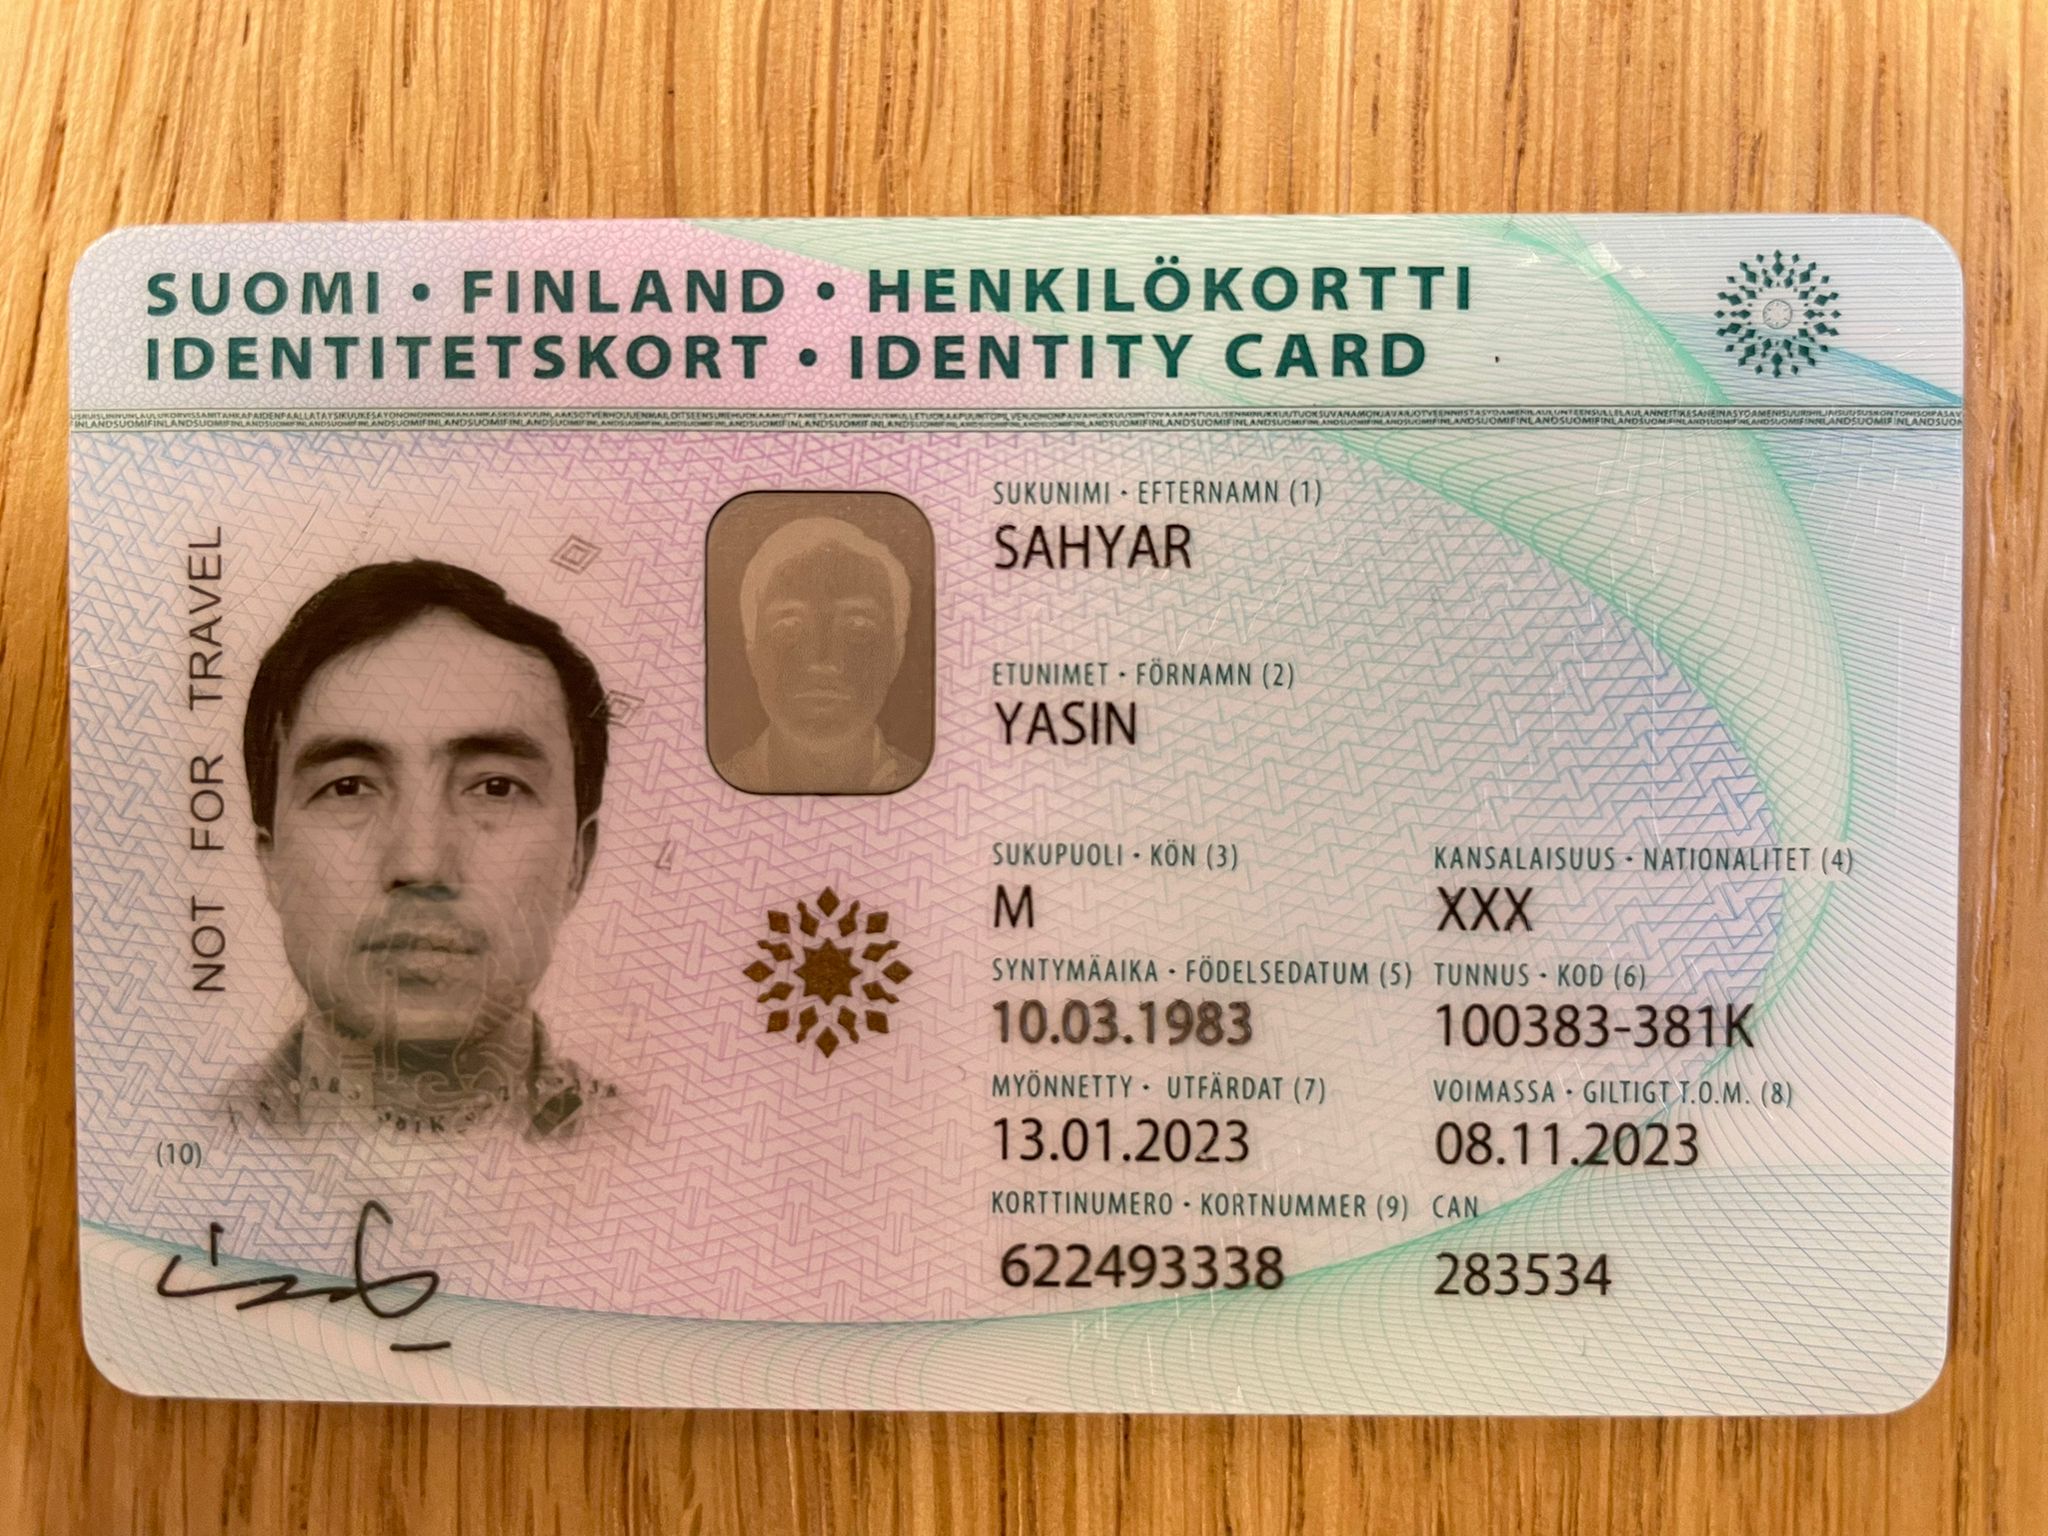 SUOMI • FINLAND • HENKILÖKORTTI
IDENTITETSKORT • IDENTITY CARD
NOT FOR TRAVEL
SUKUNIMI • EFTERNAMN (1)
SAHYAR
ETUNIMET • FÖRNAMN (2)
YASIN
SUKUPUOLI • KÖN (3) KANSALAISUUS • NATIONALITET (4)
M XXX
SYNTYMÄAIKA • FÖDELSEDATUM (5) TUNNUS • KOD (6)
10.03.1983 100383-381K
MYÖNNETTY • UTFÄRDAT (7) VOIMASSA • GILTIGT T.O.M. (8)
13.01.2023 08.11.2023
KORTTINUMERO • KORTNUMMER (9) CAN
622493338 283534
(10)